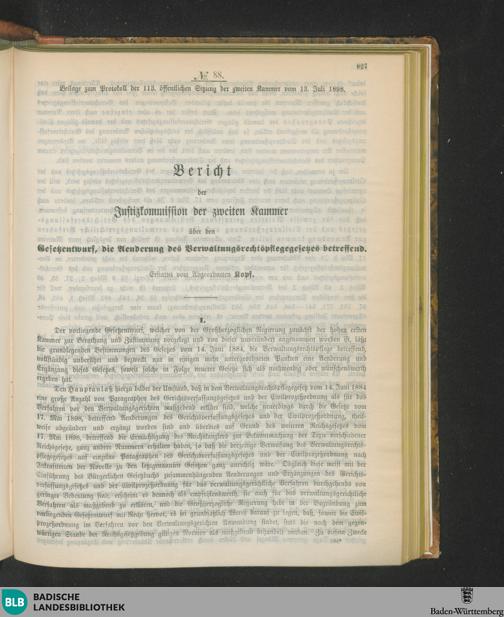 827
№ 88.
Beilage zum Protokoll der 113. öffentlichen Sitzung der zweiten Kammer vom 13. Juli 1898.
Bericht
der
Justizkommission der zweiten Kammer
über den
Gesetzentwurf, die Aenderung des Verwaltungsrechtspflegegesetzes betreffend.
Erstattet vom Abgeordneten Kopf.
I.
Der vorliegende Gesetzentwurf, welcher von der Großherzoglichen Regierung zunächst der hohen ersten
Kammer zur Berathung und Zustimmung vorgelegt und von dieser unverändert angenommen worden ist, läßt
die grundlegenden Bestimmungen des Gesetzes vom 14. Juni 1884, die Verwaltungsrechtspflege betreffend,
vollständig unberührt und bezweckt nur in einigen mehr untergeordneten Punkten eine Aenderung und
Ergänzung dieses Gesetzes, soweit solche in Folge neuerer Gesetze sich als nothwendig oder wünschenswerth
ergeben hat.
Den Hauptanlaß hierzu bildet der Umstand, daß in dem Verwaltungsrechtspflegegesetz vom 14. Juni 1884
eine große Anzahl von Paragraphen des Gerichtsverfassungsgesetzes und der Civilprozeßordnung als für das
Verfahren vor den Verwaltungsgerichten maßgebend erklärt sind, welche neuerdings durch die Gesetze vom
17. Mai 1898, betreffend Aenderungen des Gerichtsverfassungsgesetzes und der Civilprozeßordnung, theil-
weise abgeändert und ergänzt worden sind und überdies auf Grund des weiteren Reichsgesetzes vom
17. Mai 1898, betreffend die Ermächtigung des Reichskanzlers zur Bekanntmachung der Texte verschiedener
Reichsgesetze, ganz andere Nummern erhalten haben, so daß die derzeitige Verweisung des Verwaltungsrechts-
pflegegesetzes auf einzelne Paragraphen des Gerichtsverfassungsgesetzes und der Civilprozeßordnung nach
Inkrafttreten der Novelle zu den letztgenannten Gesetzen ganz unrichtig wäre. Obgleich diese meist mit der
Einführung des Bürgerlichen Gesetzbuchs zusammenhängenden Aenderungen und Ergänzungen des Gerichts-
verfassungsgesetzes und der Civilprozeßordnung für das verwaltungsgerichtliche Verfahren durchgehends von
geringer Bedeutung sind, erscheint es dennoch als empfehlenswerth, sie auch für das verwaltungsgerichtliche
Verfahren als maßgebend zu erklären, und die Großherzogliche Regierung hebt in der Begründung zum
vorliegenden Gesetzentwurf mit Recht hervor, es sei grundsätzlich Werth darauf zu legen, daß, soweit die Civil-
prozeßordnung im Verfahren vor den Verwaltungsgerichten Anwendung findet, stets die nach dem gegen-
wärtigen Stande der Reichsgesetzgebung giltigen Normen als maßgebend behandelt werden. Zu diesem Zwecke
BLB
BADISCHE
LANDESBIBLIOTHEK
Baden-Württemberg